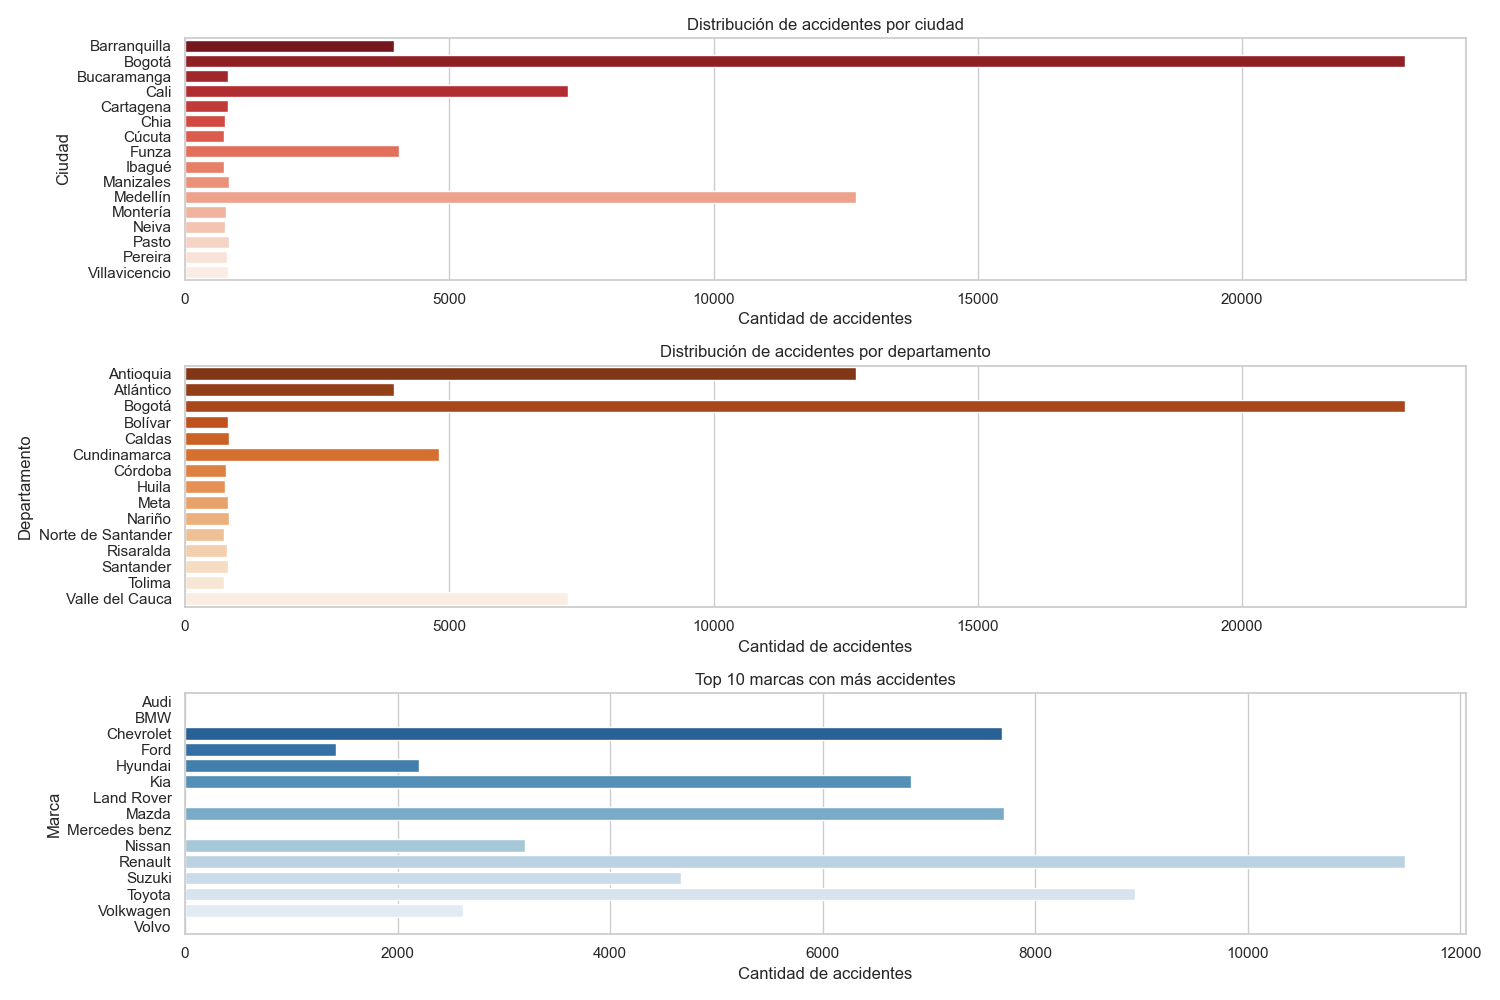 Distribución de accidentes por ciudad
Ciudad
Barranquilla
Bogotá
Bucaramanga
Cali
Cartagena
Chia
Cúcuta
Funza
Ibagué
Manizales
Medellín
Montería
Neiva
Pasto
Pereira
Villavicencio
0 5000 10000 15000 20000
Cantidad de accidentes
Distribución de accidentes por departamento
Departamento
Antioquia
Atlántico
Bogotá
Bolívar
Caldas
Cundinamarca
Córdoba
Huila
Meta
Nariño
Norte de Santander
Risaralda
Santander
Tolima
Valle del Cauca
0 5000 10000 15000 20000
Cantidad de accidentes
Top 10 marcas con más accidentes
Marca
Audi
BMW
Chevrolet
Ford
Hyundai
Kia
Land Rover
Mazda
Mercedes benz
Nissan
Renault
Suzuki
Toyota
Volkwagen
Volvo
0 2000 4000 6000 8000 10000 12000
Cantidad de accidentes